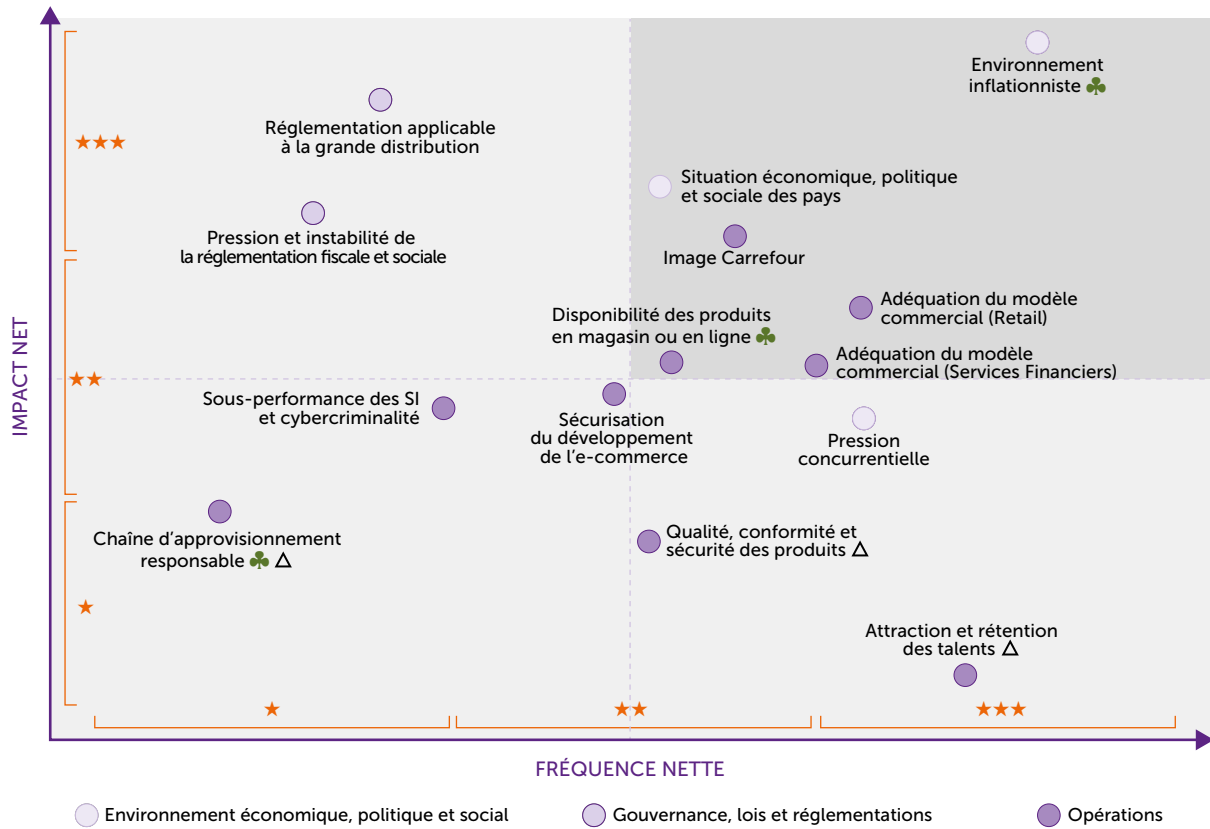 Environnement
inflationniste
Réglementation applicable
à la grande distribution
★★★
Situation économique, politique
et sociale des pays
Pression et instabilité de
la réglementation fiscale et sociale
Image Carrefour
Adéquation du modèle
commercial (Retail)
Disponibilité des produits
en magasin ou en ligne
Adéquation du modèle
commercial (Services Financiers)
IMPACT NET
★★
Sous-performance des SI
et cybercriminalité
Sécurisation
du développement
de l’e-commerce
Pression
concurrentielle
Chaîne d’approvisionnement
responsable Δ
Qualité, conformité et
sécurité des produits Δ
★
Attraction et rétention
des talents Δ
★
★★
★★★
FRÉQUENCE NETTE
Environnement économique, politique et social
Gouvernance, lois et réglementations
Opérations